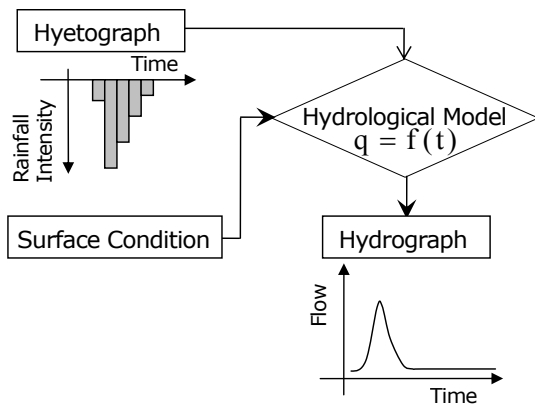 Hyetograph
Time
Rainfall
Intensity
Hydrological Model
q = f(t)
Surface Condition
Hydrograph
Flow
Time